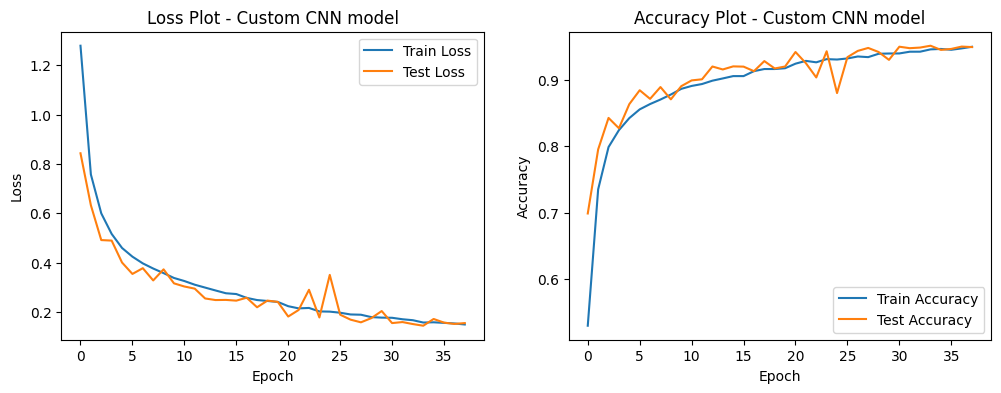 Loss Plot - Custom CNN model
1.2
1.0
0.8
0.6
0.4
0.2
Loss
0
5
10
15
20
25
30
35
Epoch
Train Loss
Test Loss
Accuracy Plot - Custom CNN model
0.9
0.8
0.7
0.6
Accuracy
0
5
10
15
20
25
30
35
Epoch
Train Accuracy
Test Accuracy